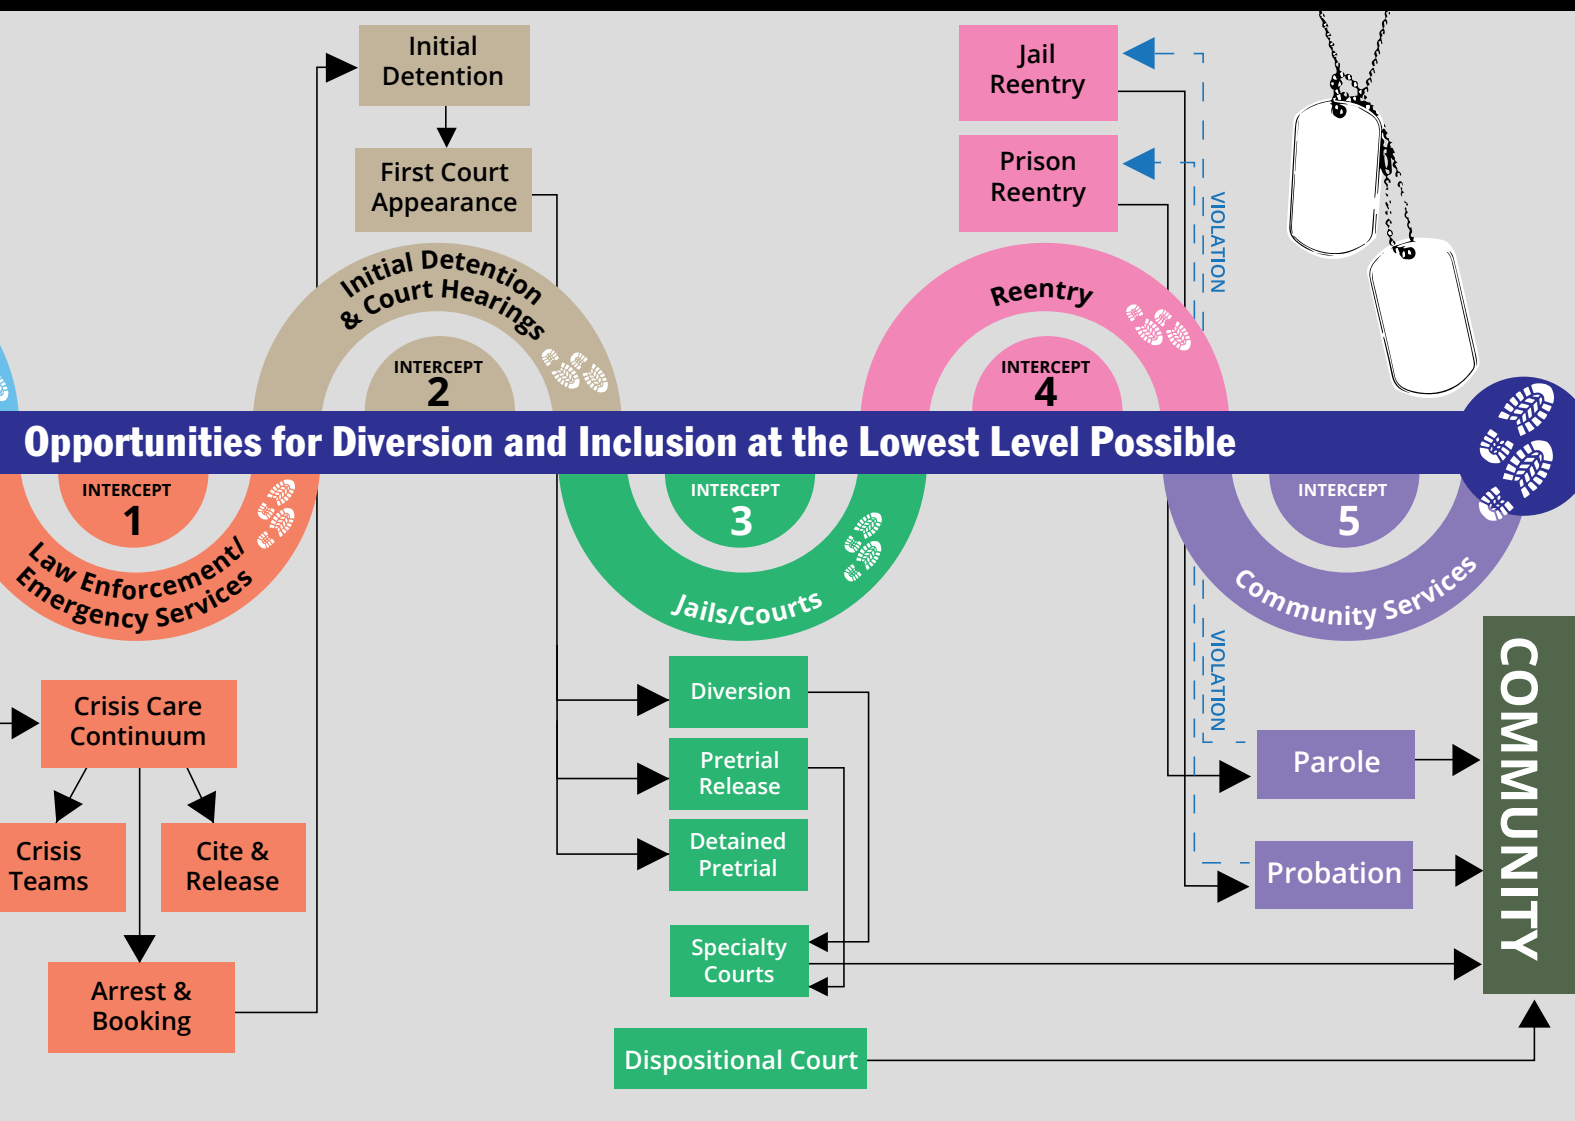 Initial
Detention
First Court
Appearance
Initial Detention
& Court Hearings
INTERCEPT
2
Jail
Reentry
Prison
Reentry
VIOLATION
Reentry
INTERCEPT
4
Opportunities for Diversion and Inclusion at the Lowest Level Possible
INTERCEPT
1
Law Enforcement/
Emergency Services
Crisis Care
Continuum
Crisis
Teams
Cite &
Release
Arrest &
Booking
INTERCEPT
3
Jails/Courts
Diversion
Pretrial
Release
Detained
Pretrial
Specialty
Courts
Dispositional Court
INTERCEPT
5
Community Services
VIOLATION
Parole
Probation
COMMUNITY